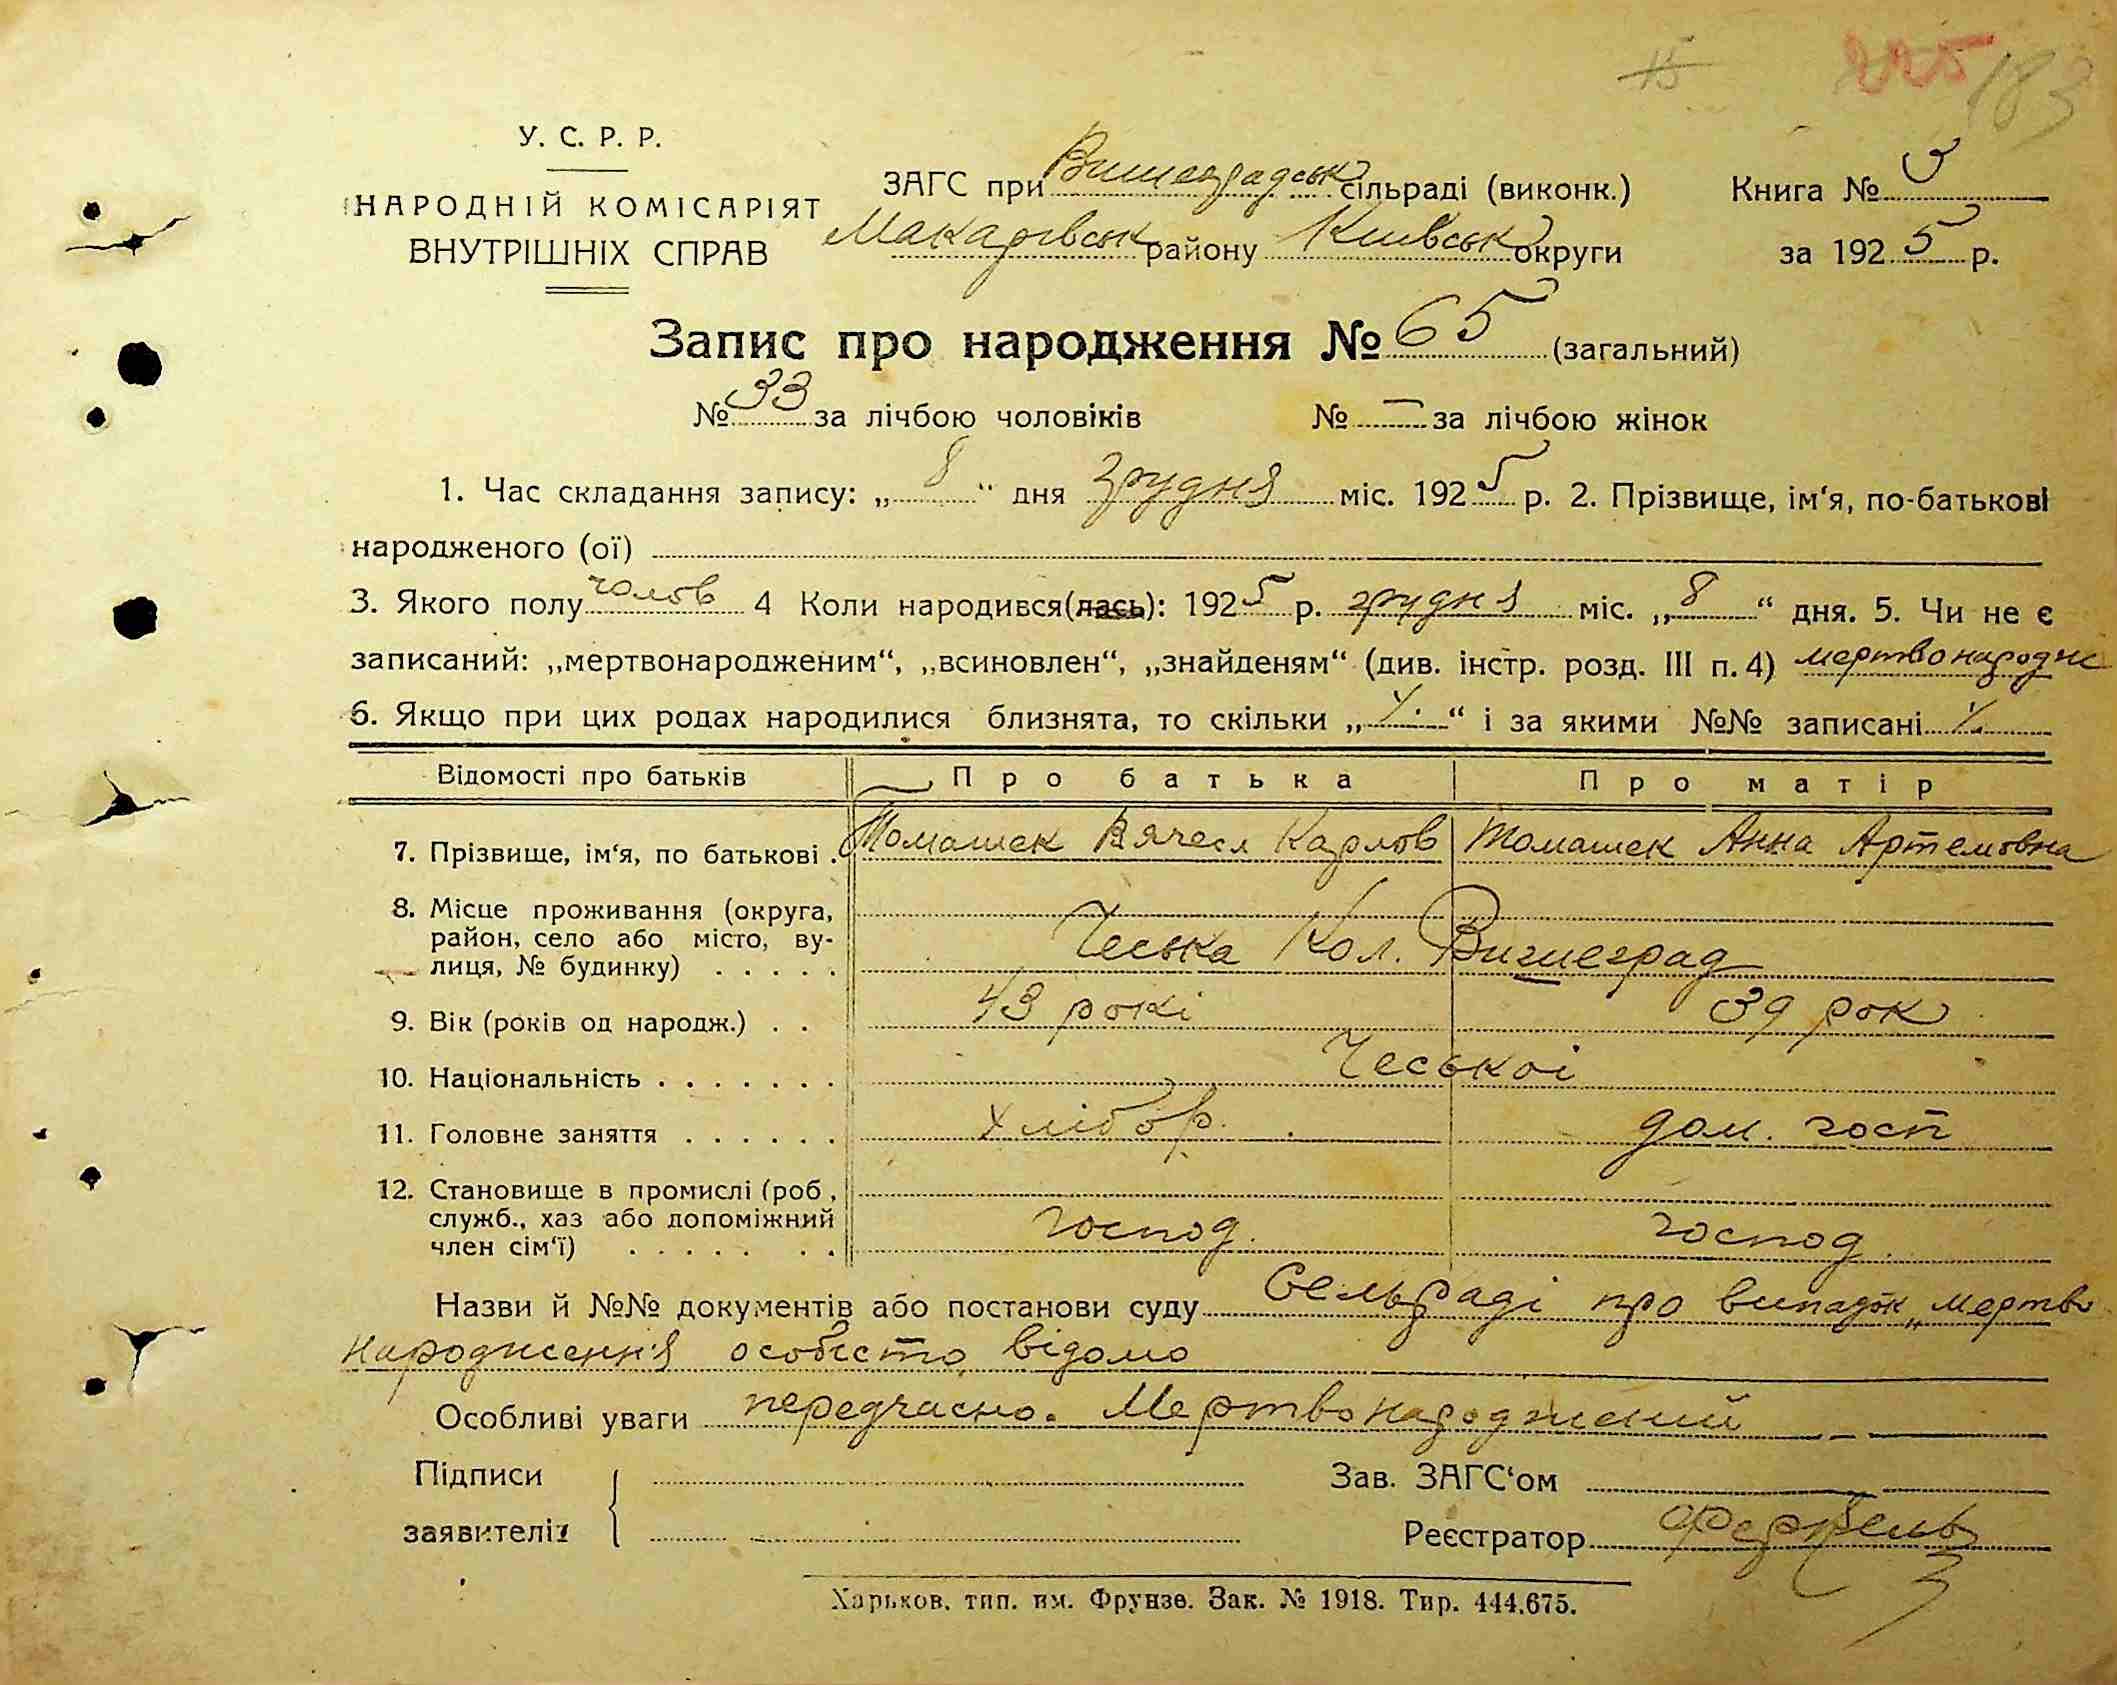 15 225 183
У. С. Р. Р.
НАРОДНІЙ КОМІСАРІЯТ
ВНУТРІШНІХ СПРАВ
ЗАГС при Вишеградськ сільраді (виконк.) Книга № 3
Макарівськ району Київськ округи за 1925 р.
Запис про народження № 65 (загальний)
№ 33 за лічбою чоловіків № — за лічбою жінок
1. Час складання запису: „8“ дня грудня міс. 1925 р. 2. Прізвище, ім‘я, по-батькові
народженого (ої)
3. Якого полу чолов 4 Коли народився(лась): 1925 р. грудня міс. „8“ дня. 5. Чи не є
записаний: „мертвонародженим“, „всиновлен“, „знайденям“ (див. інстр. розд. III п. 4) мертвонародж
6. Якщо при цих родах народилися близнята, то скільки „ “ і за якими №№ записані
Відомості про батьків Про батька Про матір
7. Прізвище, ім‘я, по батькові . Томашек Вячесл Карлов Томашек Анна Артемовна
8. Місце проживання (округа,
район, село або місто, ву-
лиця, № будинку) . . . . . Чеська Кол. Вишеград
9. Вік (років од народж.) . . 43 рокі 39 рок
10. Національність . . . . . . . Чеської
11. Головне заняття . . . . . . хлібор. дом. госп
12. Становище в промислі (роб.,
служб., хаз або допоміжний
член сім‘ї) . . . . . . . господ. господ
Назви й №№ документів або постанови суду Сельраді про випадок „мертво
народження особисто відомо
Особливі уваги передчасно. Мертвонароджений
Підписи Зав. ЗАГС‘ом
заявителів Реєстратор
Харьков. тип. им. Фрунзе. Зак. № 1918. Тир. 444.675.